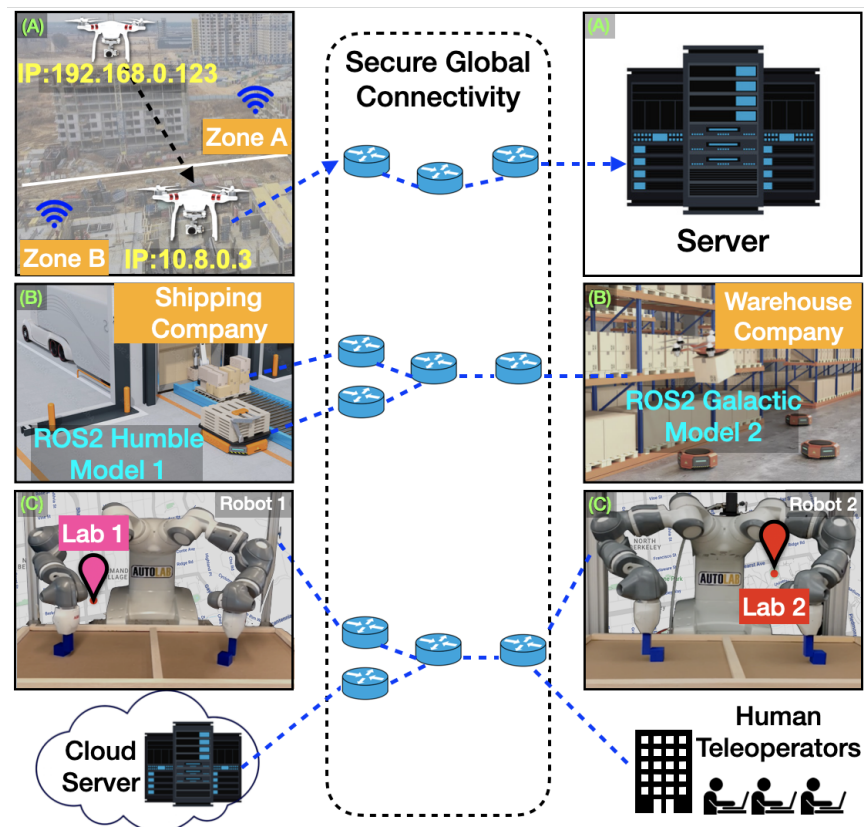 (A)
IP:192.168.0.123
Zone A
Zone B
IP:10.8.0.3
Secure Global
Connectivity
(A)
Server
(B)
Shipping
Company
ROS2 Humble
Model 1
(B)
Warehouse
Company
ROS2 Galactic
Model 2
(C)
Robot 1
Lab 1
AUTOLAB
(C)
Robot 2
NORTH
BERKELEY
AUTOLAB
Lab 2
Cloud
Server
Human
Teleoperators